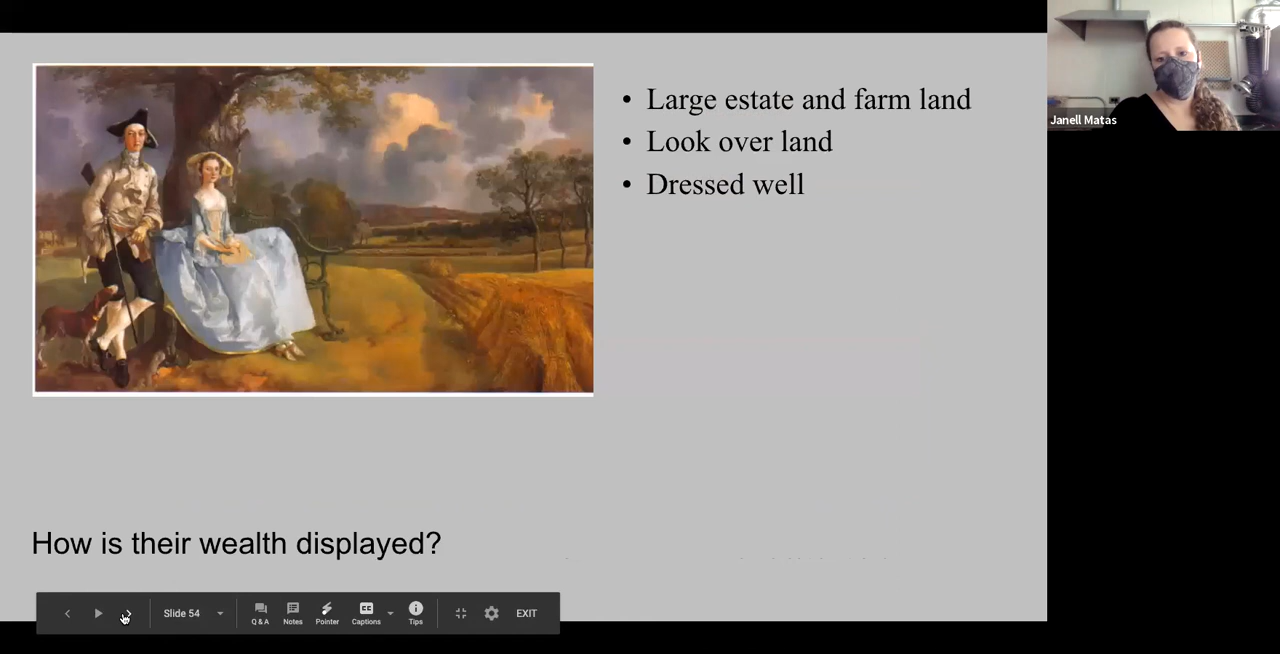 • Large estate and farm land
• Look over land
• Dressed well
Janell Matas
How is their wealth displayed?
Slide 54
Q & A
Notes
Pointer
CC
Captions
Tips
EXIT